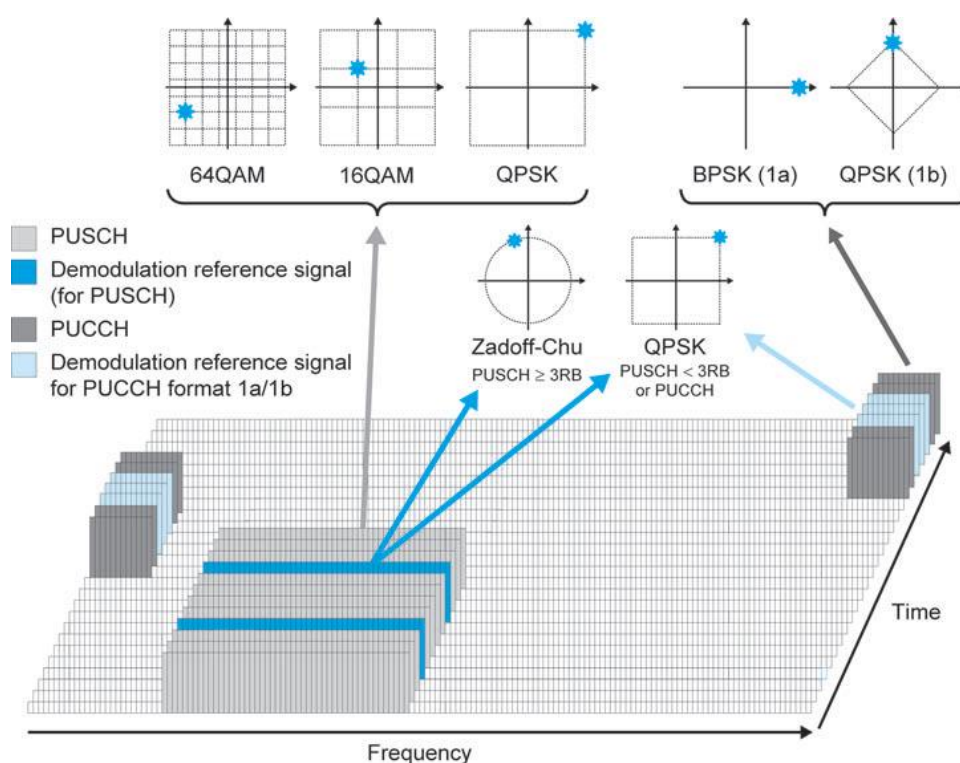 64QAM
16QAM
QPSK
BPSK (1a)
QPSK (1b)
PUSCH
Demodulation reference signal
(for PUSCH)
PUCCH
Demodulation reference signal
for PUCCH format 1a/1b
Zadoff-Chu
PUSCH ≥ 3RB
QPSK
PUSCH < 3RB
or PUCCH
Time
Frequency